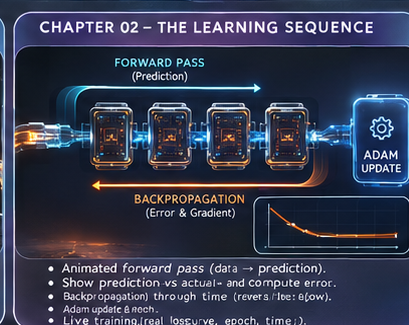 CHAPTER 02 – THE LEARNING SEQUENCE
FORWARD PASS
(Prediction)
ADAM
UPDATE
BACKPROPAGATION
(Error & Gradient)
• Animated forward pass (data → prediction).
• Show prediction vs actual and compute error.
• Backpropagation) through time
• Adam update &
• Live training epoch,